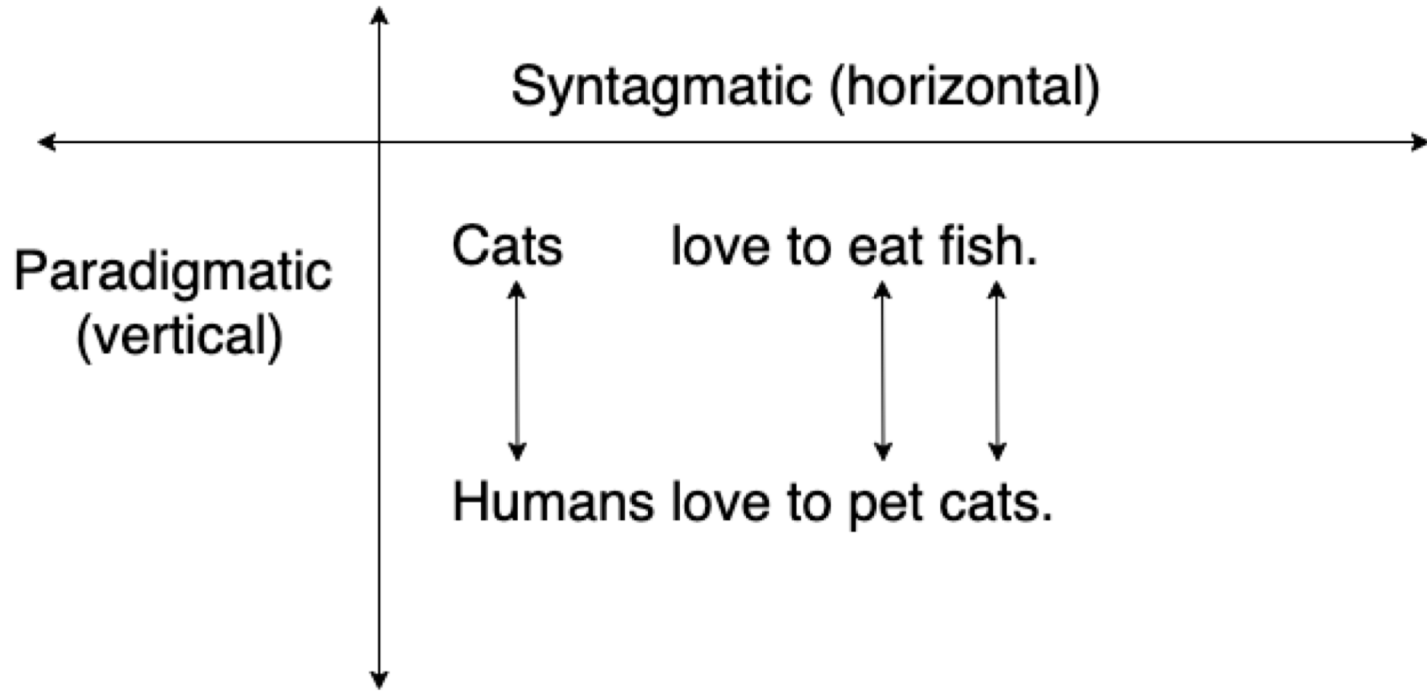 Syntagmatic (horizontal)
Paradigmatic
(vertical)
Cats love to eat fish.
Humans love to pet cats.